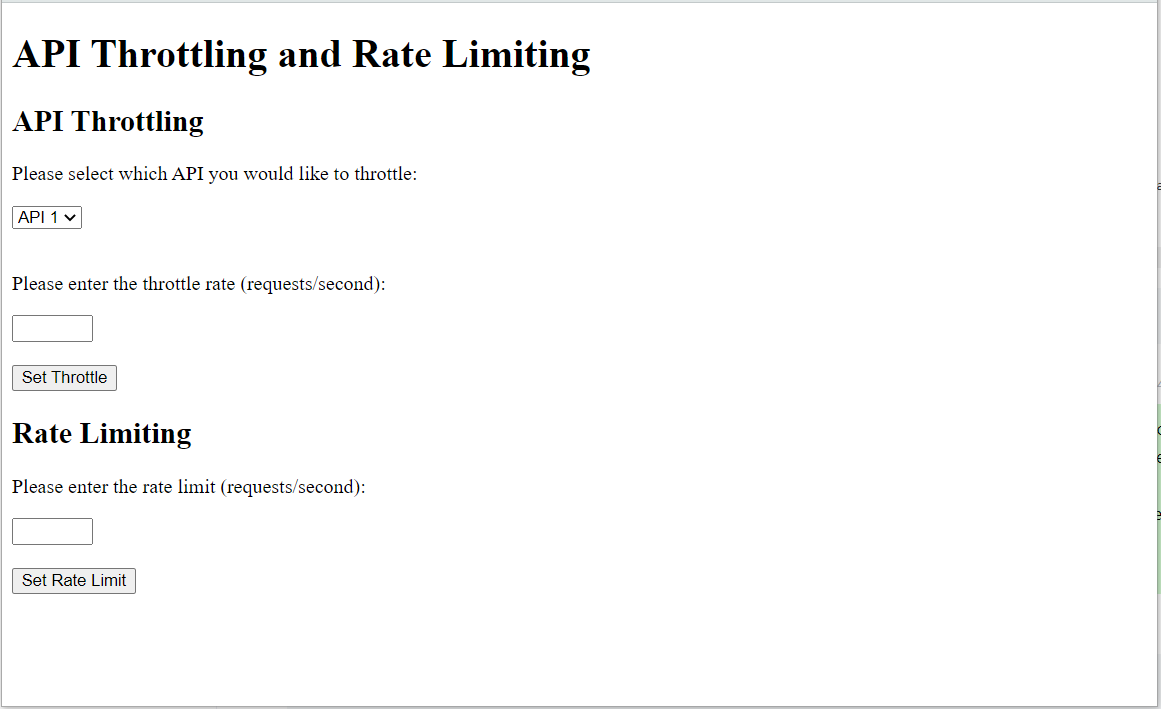 API Throttling and Rate Limiting
API Throttling
Please select which API you would like to throttle:
API 1
Please enter the throttle rate (requests/second):
Set Throttle
Rate Limiting
Please enter the rate limit (requests/second):
Set Rate Limit